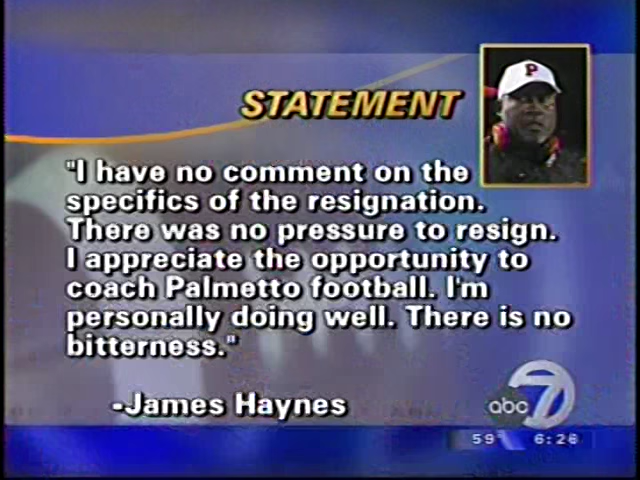 P
STATEMENT
"I have no comment on the
specifics of the resignation.
There was no pressure to resign.
I appreciate the opportunity to
coach Palmetto football. I'm
personally doing well. There is no
bitterness."
-James Haynes
abc 7
59° 6:26